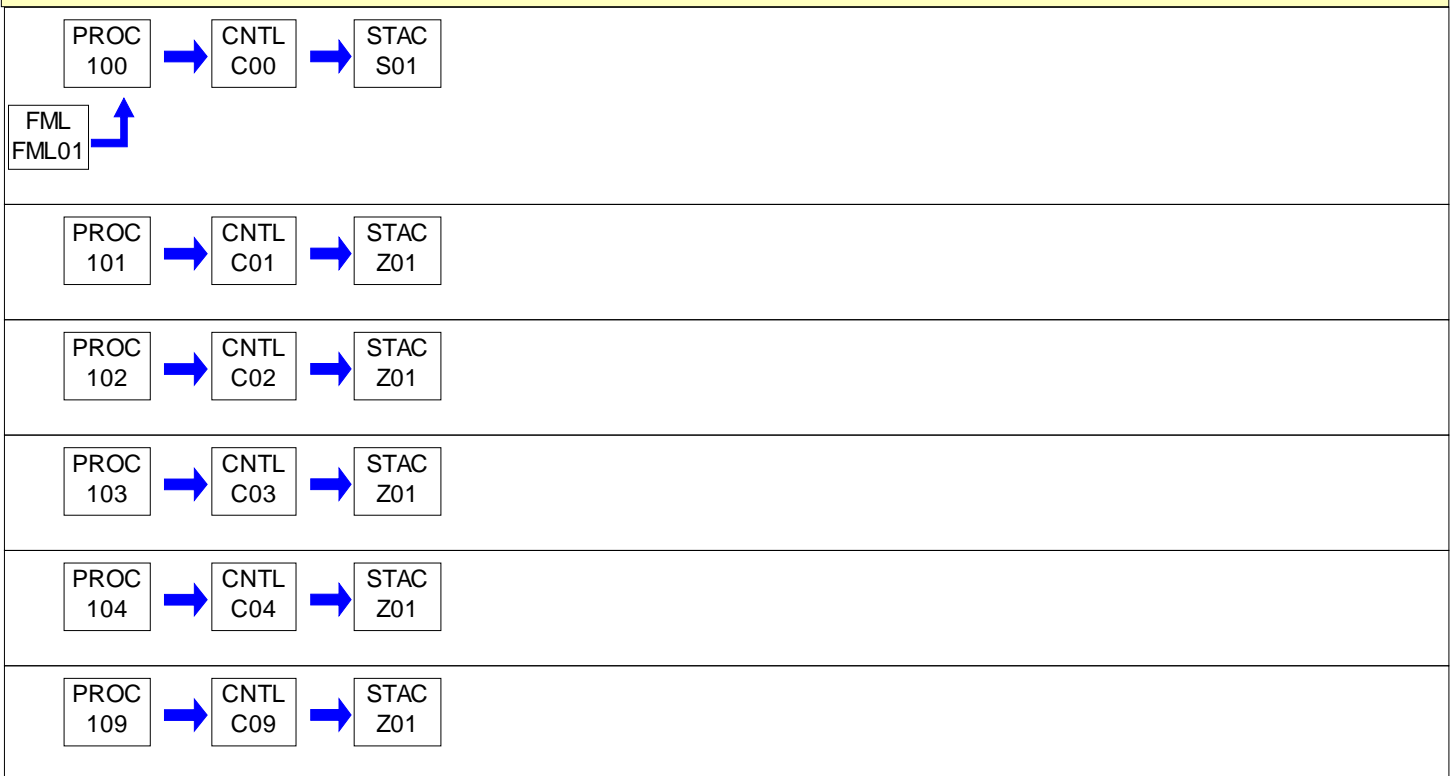 PROC
100
CNTL
C00
STAC
S01
FML
FML01
PROC
101
CNTL
C01
STAC
Z01
PROC
102
CNTL
C02
STAC
Z01
PROC
103
CNTL
C03
STAC
Z01
PROC
104
CNTL
C04
STAC
Z01
PROC
109
CNTL
C09
STAC
Z01